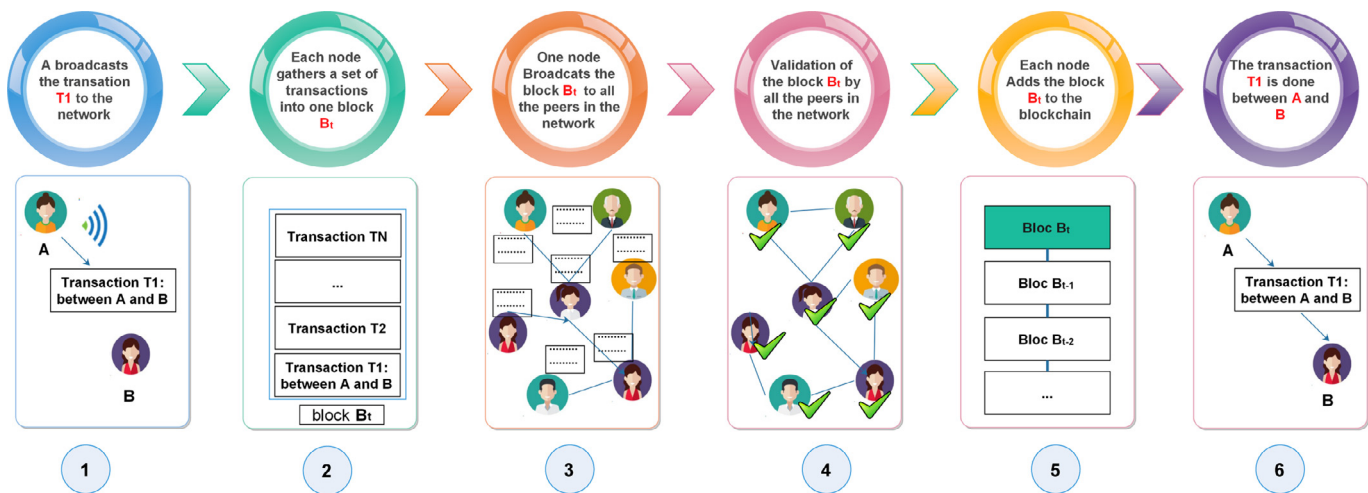 A broadcasts
the transation
T1 to the
network
Each node
gathers a set of
transactions
into one block
Bt
One node
Broadcats the
block Bt to all
the peers in the
network
Validation of
the block Bt by
all the peers in
the network
Each node
Adds the block
Bt to the
blockchain
The transaction
T1 is done
between A and
B
A
Transaction T1:
between A and B
B
Transaction TN
...
Transaction T2
Transaction T1:
between A and B
block Bt
Bloc Bt
Bloc Bt-1
Bloc Bt-2
...
A
Transaction T1:
between A and B
B
1
2
3
4
5
6